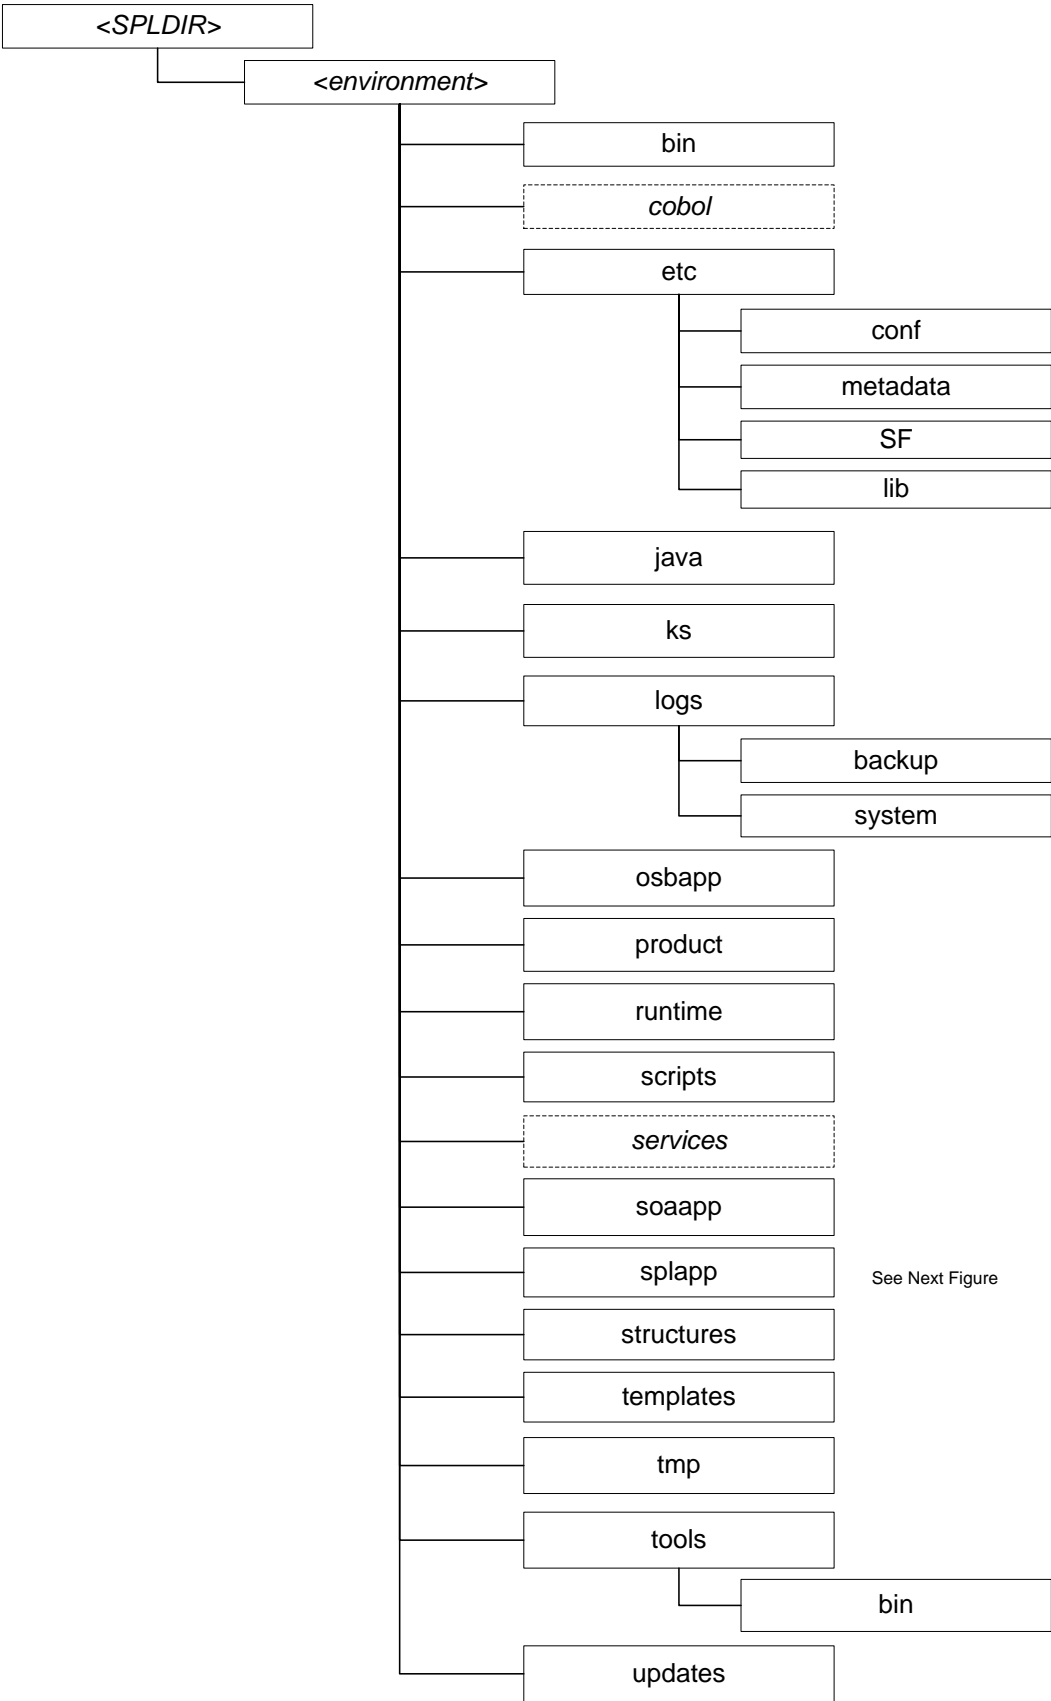 <SPLDIR>
<environment>
bin
cobol
etc
conf
metadata
SF
lib
java
ks
logs
backup
system
osbapp
product
runtime
scripts
services
soaapp
splapp
See Next Figure
structures
templates
tmp
tools
bin
updates